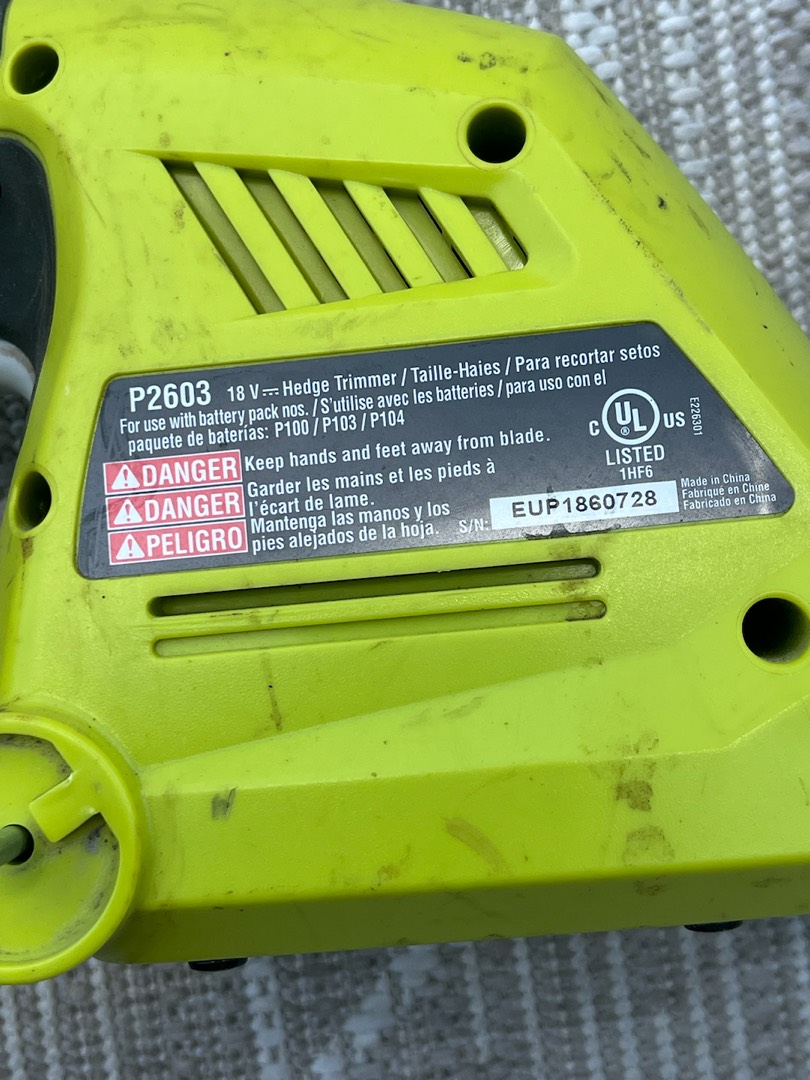 P2603 18 V⎓Hedge Trimmer / Taille-Haies / Para recortar setos
For use with battery pack nos. / S'utilise avec les batteries / para uso con el
paquete de baterias: P100 / P103 / P104
DANGER Keep hands and feet away from blade.
DANGER Garder les mains et les pieds à
l'écart de lame.
PELIGRO Mantenga las manos y los
pies alejados de la hoja.
S/N: EUP1860728
C UL ® US
LISTED
1HF6
E226301
Made in China
Fabriqué en Chine
Fabricado en China